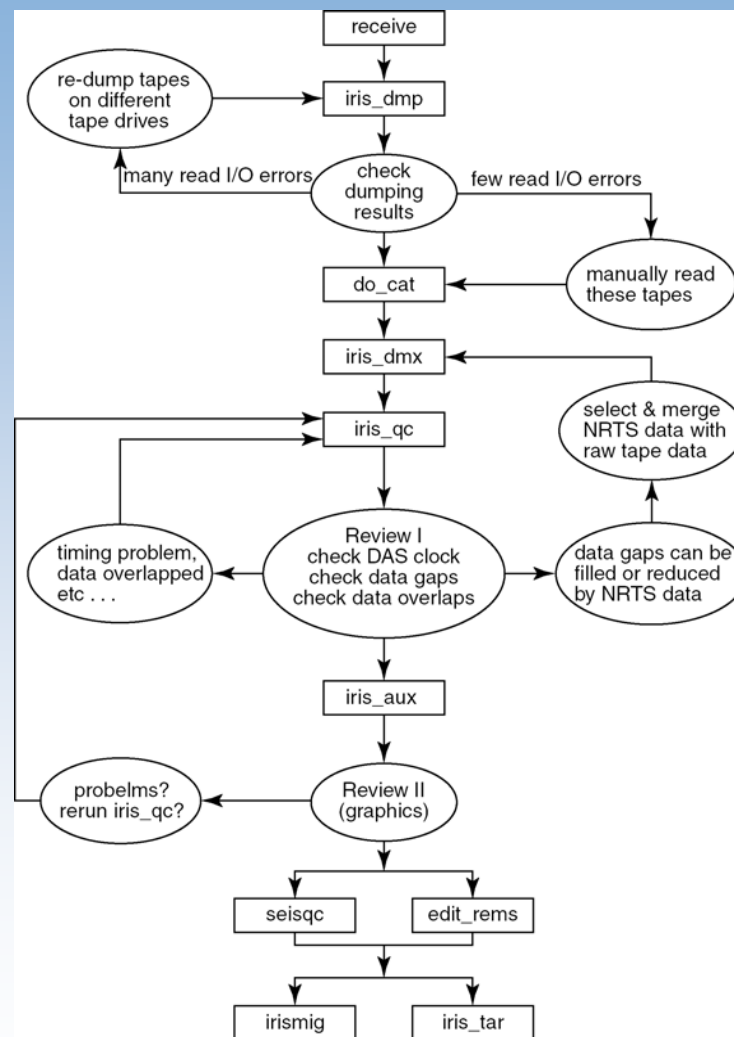 receive
re-dump tapes
on different
tape drives
iris_dmp
many read I/O errors
check
dumping
results
few read I/O errors
do_cat
manually read
these tapes
iris_dmx
iris_qc
select & merge
NRTS data with
raw tape data
timing problem,
data overlapped
etc . . .
Review I
check DAS clock
check data gaps
check data overlaps
data gaps can be
filled or reduced
by NRTS data
iris_aux
probelms?
rerun iris_qc?
Review II
(graphics)
seisqc
edit_rems
irismig
iris_tar